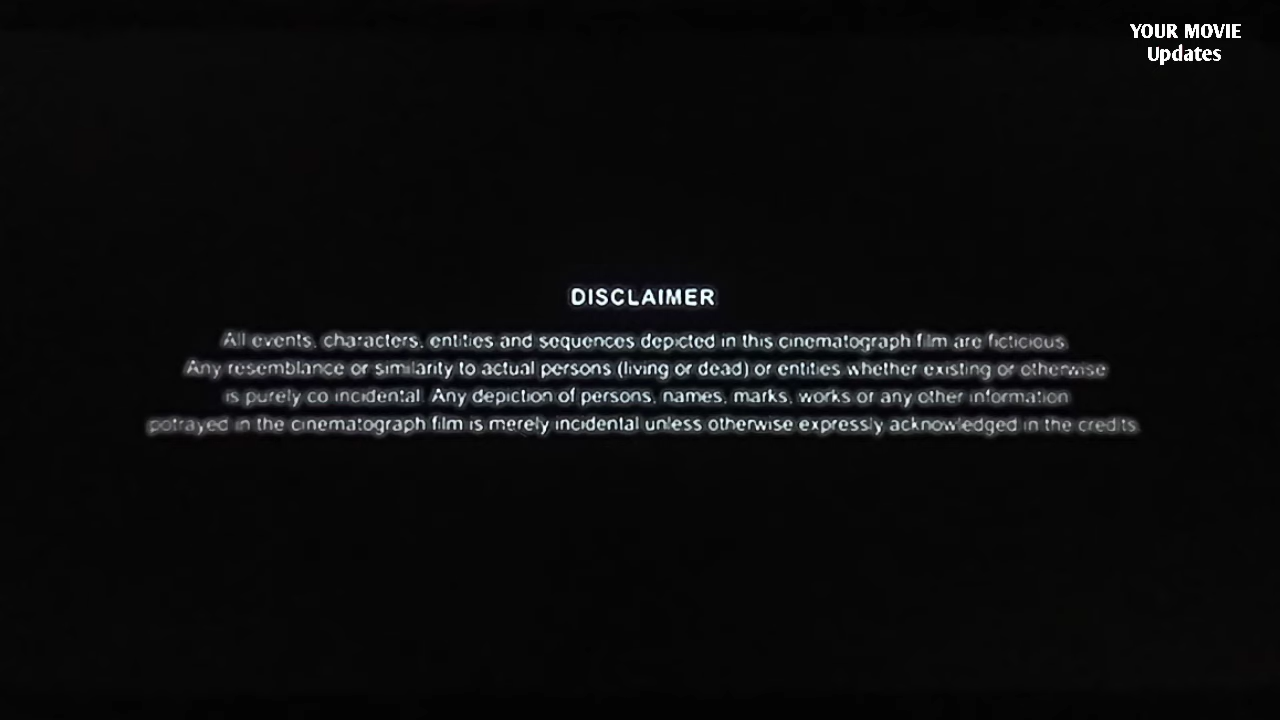 YOUR MOVIE
Updates
DISCLAIMER
All events, characters, entities and sequences depicted in this cinematograph film are ficticious.
Any resemblance or similarity to actual persons (living or dead) or entities whether existing or otherwise
is purely co incidental. Any depiction of persons, names, marks, works or any other information
potrayed in the cinematograph film is merely incidental unless otherwise expressly acknowledged in the credits.